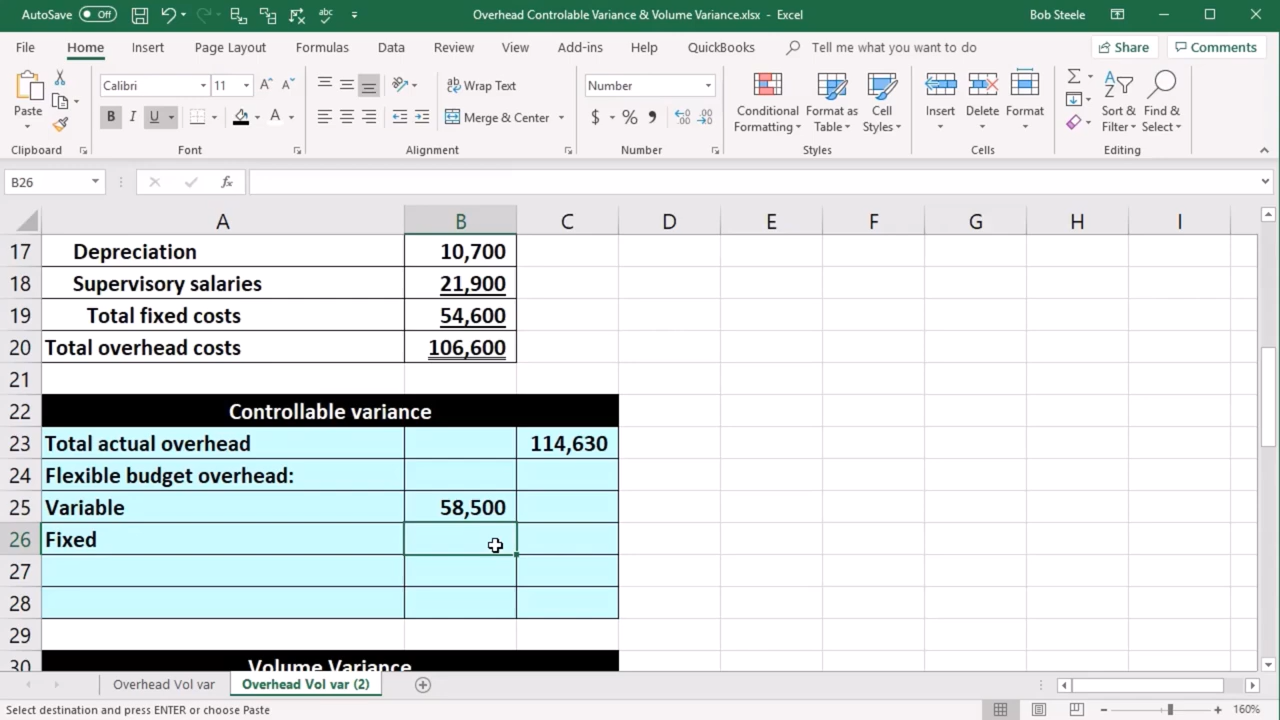 AutoSave Off Overhead Controlable Variance & Volume Variance.xlsx - Excel Bob Steele
File Home Insert Page Layout Formulas Data Review View Add-ins Help QuickBooks Tell me what you want to do Share Comments
Paste Calibri 11 Wrap Text Number Conditional Formatting Format as Table Cell Styles Insert Delete Format Sort & Filter Find & Select
B I U A Merge & Center $ % ,
Clipboard Font Alignment Number Styles Cells Editing
B26 fx
A B C D E F G H I
17 Depreciation 10,700
18 Supervisory salaries 21,900
19 Total fixed costs 54,600
20 Total overhead costs 106,600
21
22 Controllable variance
23 Total actual overhead 114,630
24 Flexible budget overhead:
25 Variable 58,500
26 Fixed
27
28
29
30 Volume Variance
Overhead Vol var Overhead Vol var (2)
Select destination and press ENTER or choose Paste 160%